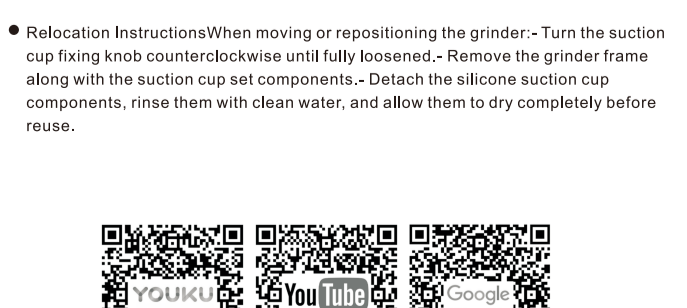 ● Relocation InstructionsWhen moving or repositioning the grinder:- Turn the suction
cup fixing knob counterclockwise until fully loosened.- Remove the grinder frame
along with the suction cup set components.- Detach the silicone suction cup
components, rinse them with clean water, and allow them to dry completely before
reuse.
YOUKU YouTube Google